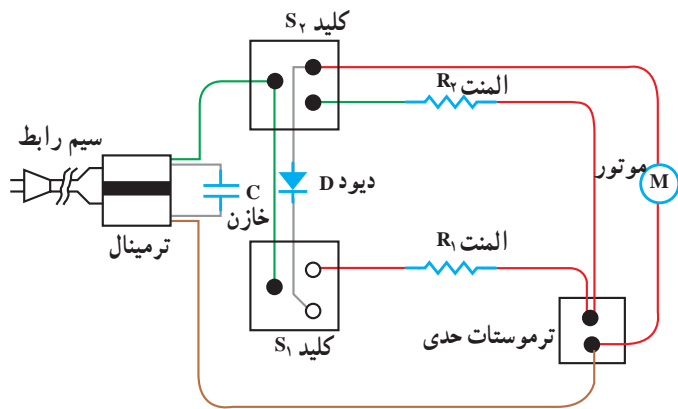 کلید S۲
المنت R۲
سیم رابط
ترمینال
C
خازن
دیود D
موتور
M
المنت R۱
کلید S۱
ترموستات حدی